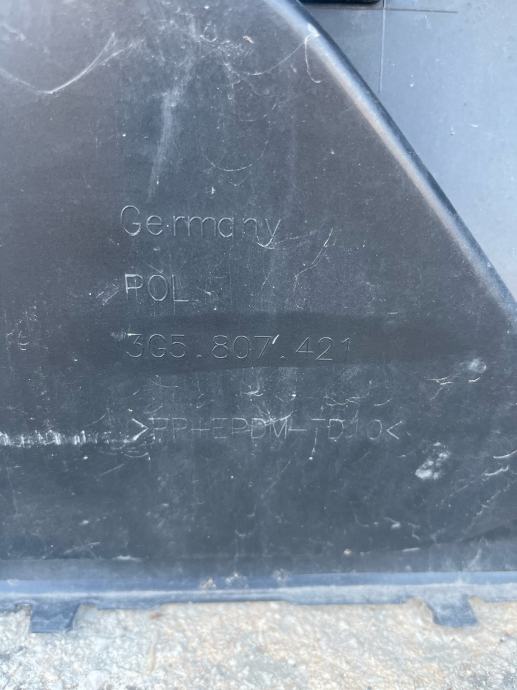 Germany
POL
3G5.807.421
>PP+EPDM-TD10<